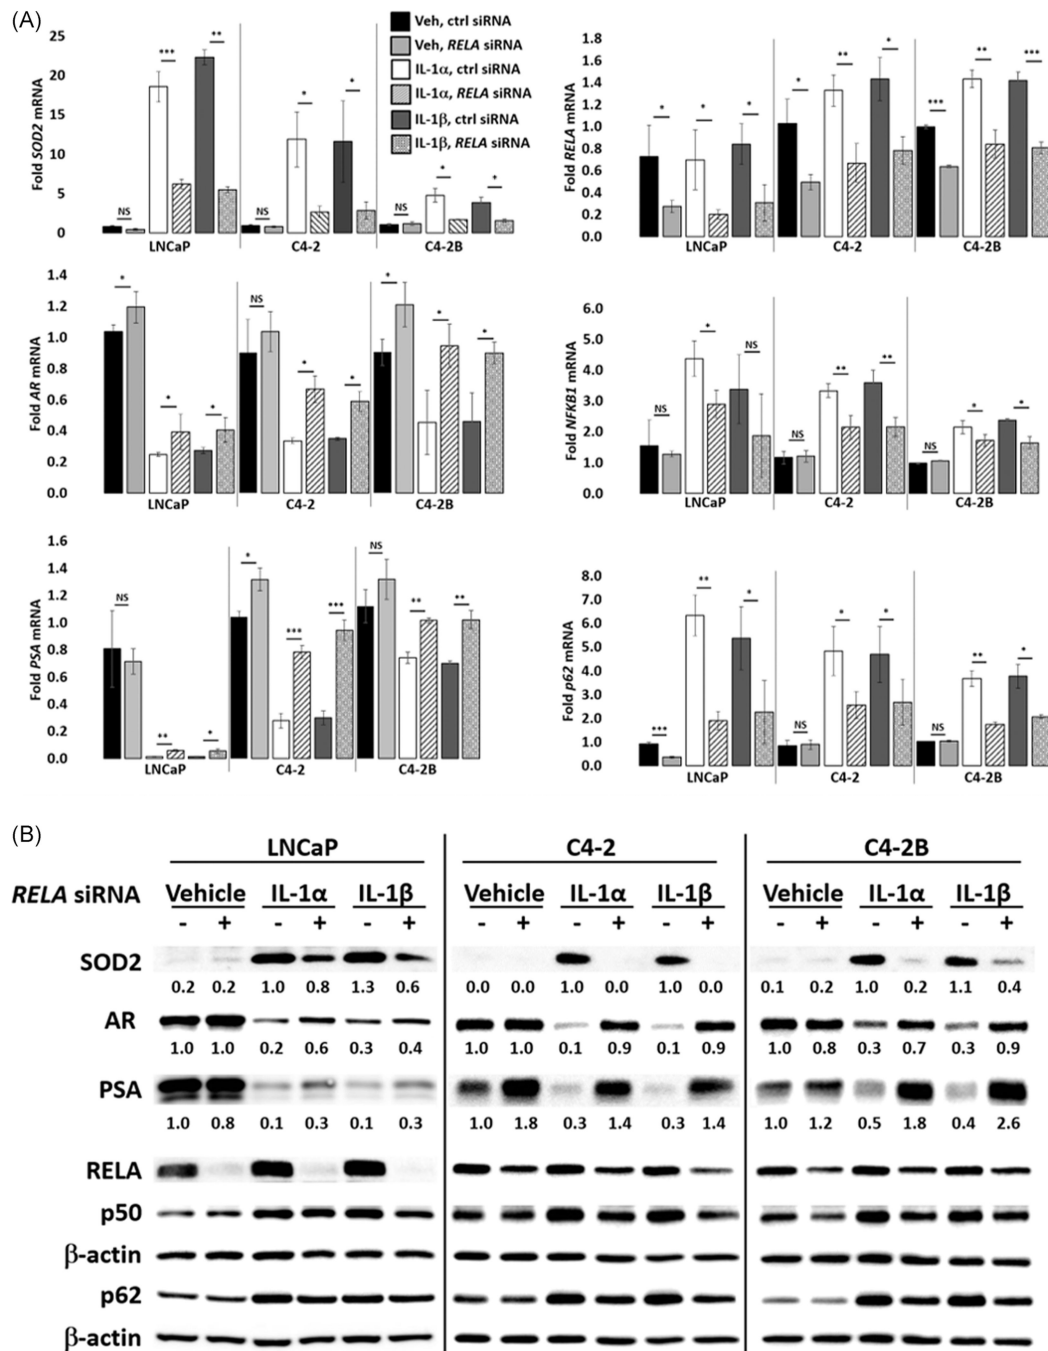 (A)
Veh, ctrl siRNA
Veh, RELA siRNA
IL-1α, ctrl siRNA
IL-1α, RELA siRNA
IL-1β, ctrl siRNA
IL-1β, RELA siRNA
Fold SOD2 mRNA
25
20
15
10
5
0
NS *** ** NS * * NS * *
LNCaP C4-2 C4-2B
Fold RELA mRNA
1.8
1.6
1.4
1.2
1.0
0.8
0.6
0.4
0.2
0.0
* * * * ** * *** ** ***
LNCaP C4-2 C4-2B
Fold AR mRNA
1.4
1.2
1.0
0.8
0.6
0.4
0.2
0.0
* * * NS * * * * *
LNCaP C4-2 C4-2B
Fold NFKB1 mRNA
6.0
5.0
4.0
3.0
2.0
1.0
0.0
NS * NS NS ** ** NS * *
LNCaP C4-2 C4-2B
Fold PSA mRNA
1.6
1.4
1.2
1.0
0.8
0.6
0.4
0.2
0.0
NS ** * * *** *** NS ** **
LNCaP C4-2 C4-2B
Fold p62 mRNA
8.0
7.0
6.0
5.0
4.0
3.0
2.0
1.0
0.0
*** ** * NS * * NS ** *
LNCaP C4-2 C4-2B
(B)
LNCaP C4-2 C4-2B
RELA siRNA Vehicle IL-1α IL-1β Vehicle IL-1α IL-1β Vehicle IL-1α IL-1β
- + - + - + - + - + - + - + - + - +
SOD2
0.2 0.2 1.0 0.8 1.3 0.6 0.0 0.0 1.0 0.0 1.0 0.0 0.1 0.2 1.0 0.2 1.1 0.4
AR
1.0 1.0 0.2 0.6 0.3 0.4 1.0 1.0 0.1 0.9 0.1 0.9 1.0 0.8 0.3 0.7 0.3 0.9
PSA
1.0 0.8 0.1 0.3 0.1 0.3 1.0 1.8 0.3 1.4 0.3 1.4 1.0 1.2 0.5 1.8 0.4 2.6
RELA
p50
β-actin
p62
β-actin